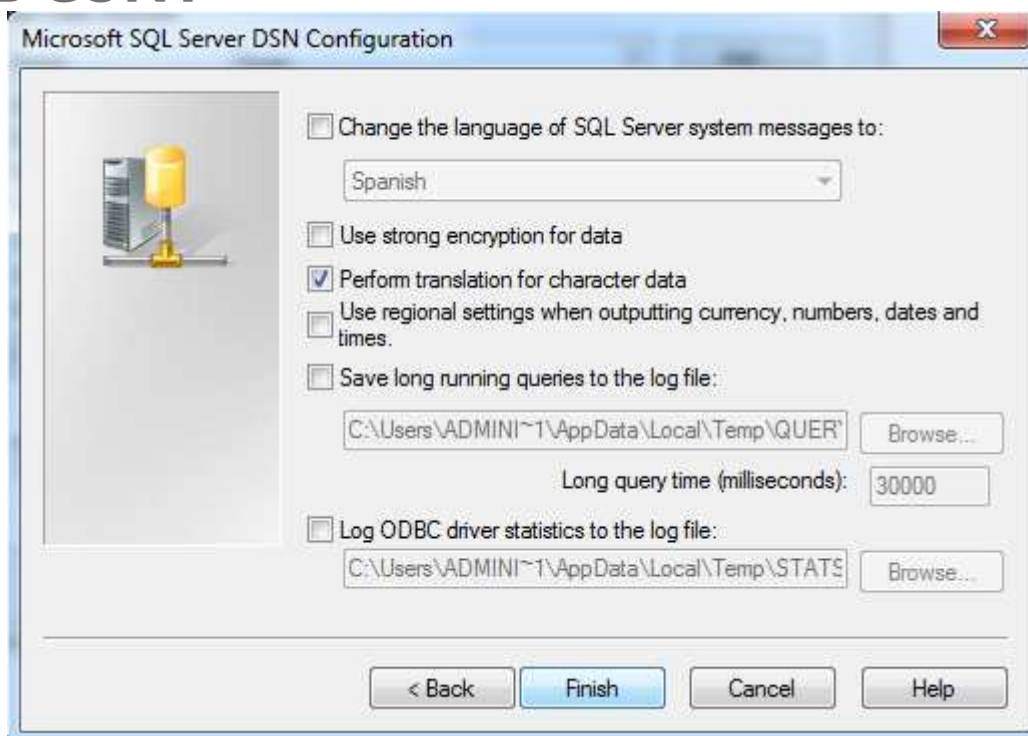 Microsoft SQL Server DSN Configuration
Change the language of SQL Server system messages to:
Spanish
Use strong encryption for data
Perform translation for character data
Use regional settings when outputting currency, numbers, dates and
times.
Save long running queries to the log file:
C:\Users\ADMINI~1\AppData\Local\Temp\QUERY
Browse...
Long query time (milliseconds):
30000
Log ODBC driver statistics to the log file:
C:\Users\ADMINI~1\AppData\Local\Temp\STATS
Browse...
< Back
Finish
Cancel
Help